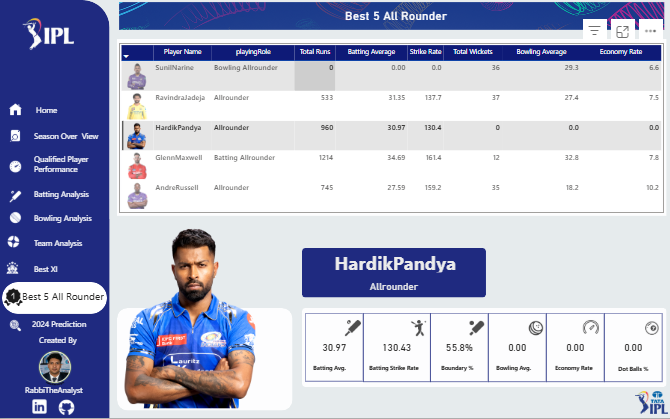 IPL
Home
Season Over View
Qualified Player
Performance
Batting Analysis
Bowling Analysis
Team Analysis
Best XI
1 Best 5 All Rounder
2024 Prediction
Created By
RabbiTheAnalyst
Best 5 All Rounder
Player Name playingRole Total Runs Batting Average Strike Rate Total Wickets Bowling Average Economy Rate
SunilNarine Bowling Allrounder 0 0.00 0.0 36 29.3 6.6
RavindraJadeja Allrounder 533 31.35 137.7 37 27.4 7.5
HardikPandya Allrounder 960 30.97 130.4 0 0.0 0.0
GlennMaxwell Batting Allrounder 1214 34.69 161.4 12 32.8 7.8
AndreRussell Allrounder 745 27.59 159.2 35 18.2 10.2
HardikPandya
Allrounder
30.97 130.43 55.8% 0.00 0.00 0.00
Batting Avg. Batting Strike Rate Boundary % Bowling Avg. Economy Rate Dot Balls %
TATA
IPL